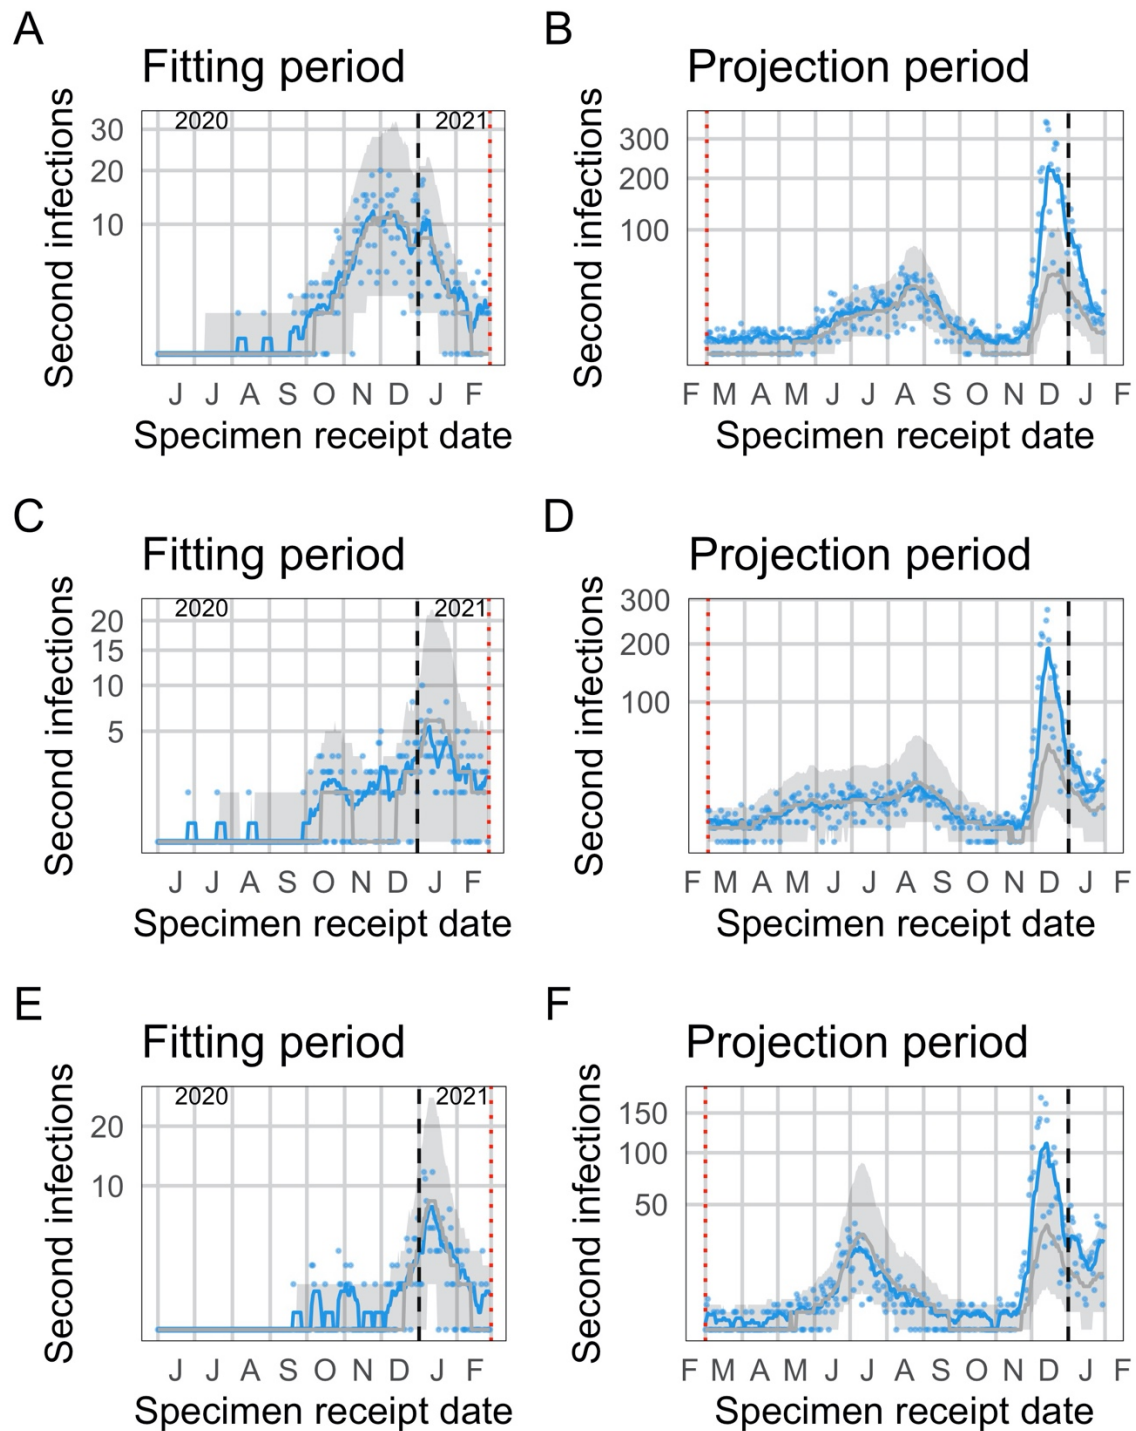 A
Fitting period
Second infections
2020 2021
30
20
10
J J A S O N D J F
Specimen receipt date
B
Projection period
Second infections
300
200
100
F M A M J J A S O N D J F
Specimen receipt date
C
Fitting period
Second infections
2020 2021
20
15
10
5
J J A S O N D J F
Specimen receipt date
D
Projection period
Second infections
300
200
100
F M A M J J A S O N D J F
Specimen receipt date
E
Fitting period
Second infections
2020 2021
20
10
J J A S O N D J F
Specimen receipt date
F
Projection period
Second infections
150
100
50
F M A M J J A S O N D J F
Specimen receipt date